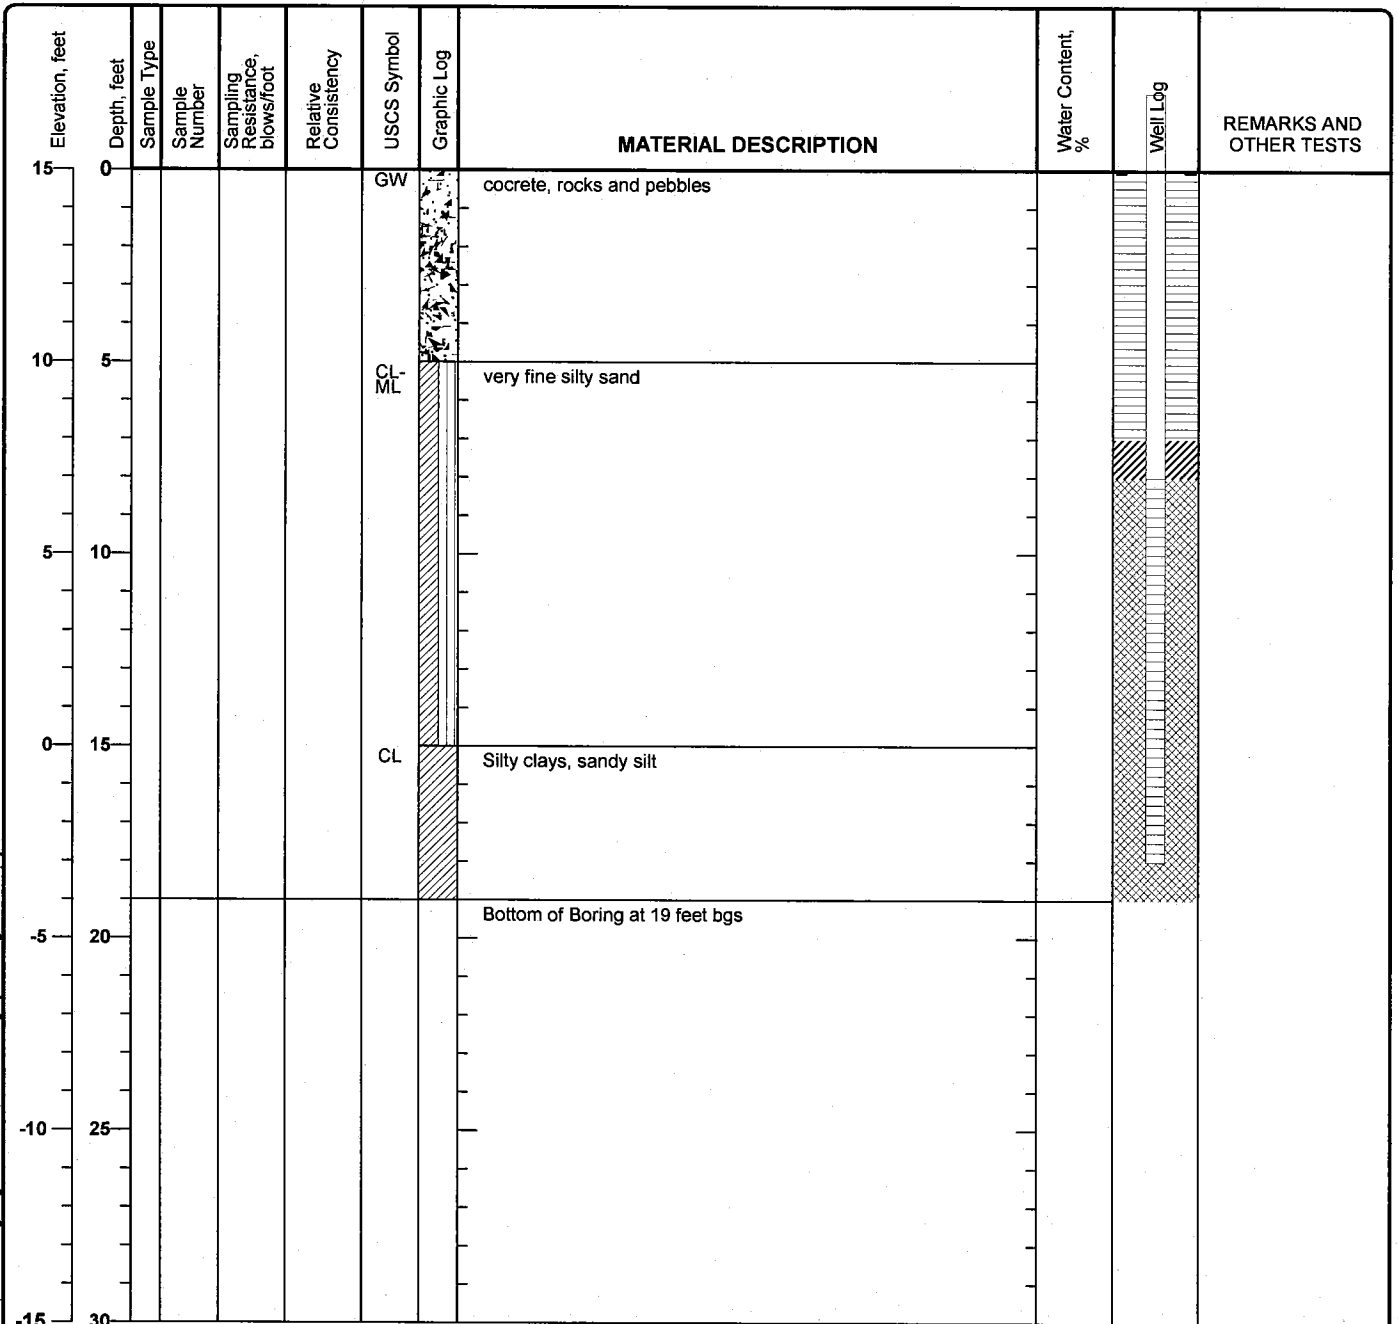 Elevation, feet
Depth, feet
Sample Type
Sample
Number
Sampling
Resistance,
blows/foot
Relative
Consistency
USCS Symbol
Graphic Log
MATERIAL DESCRIPTION
Water Content,
%
Well Log
REMARKS AND
OTHER TESTS
15 0
GW cocrete, rocks and pebbles
10 5
CL-
ML
very fine silty sand
5 10
0 15
CL Silty clays, sandy silt
Bottom of Boring at 19 feet bgs
-5 20
-10 25
-15 30